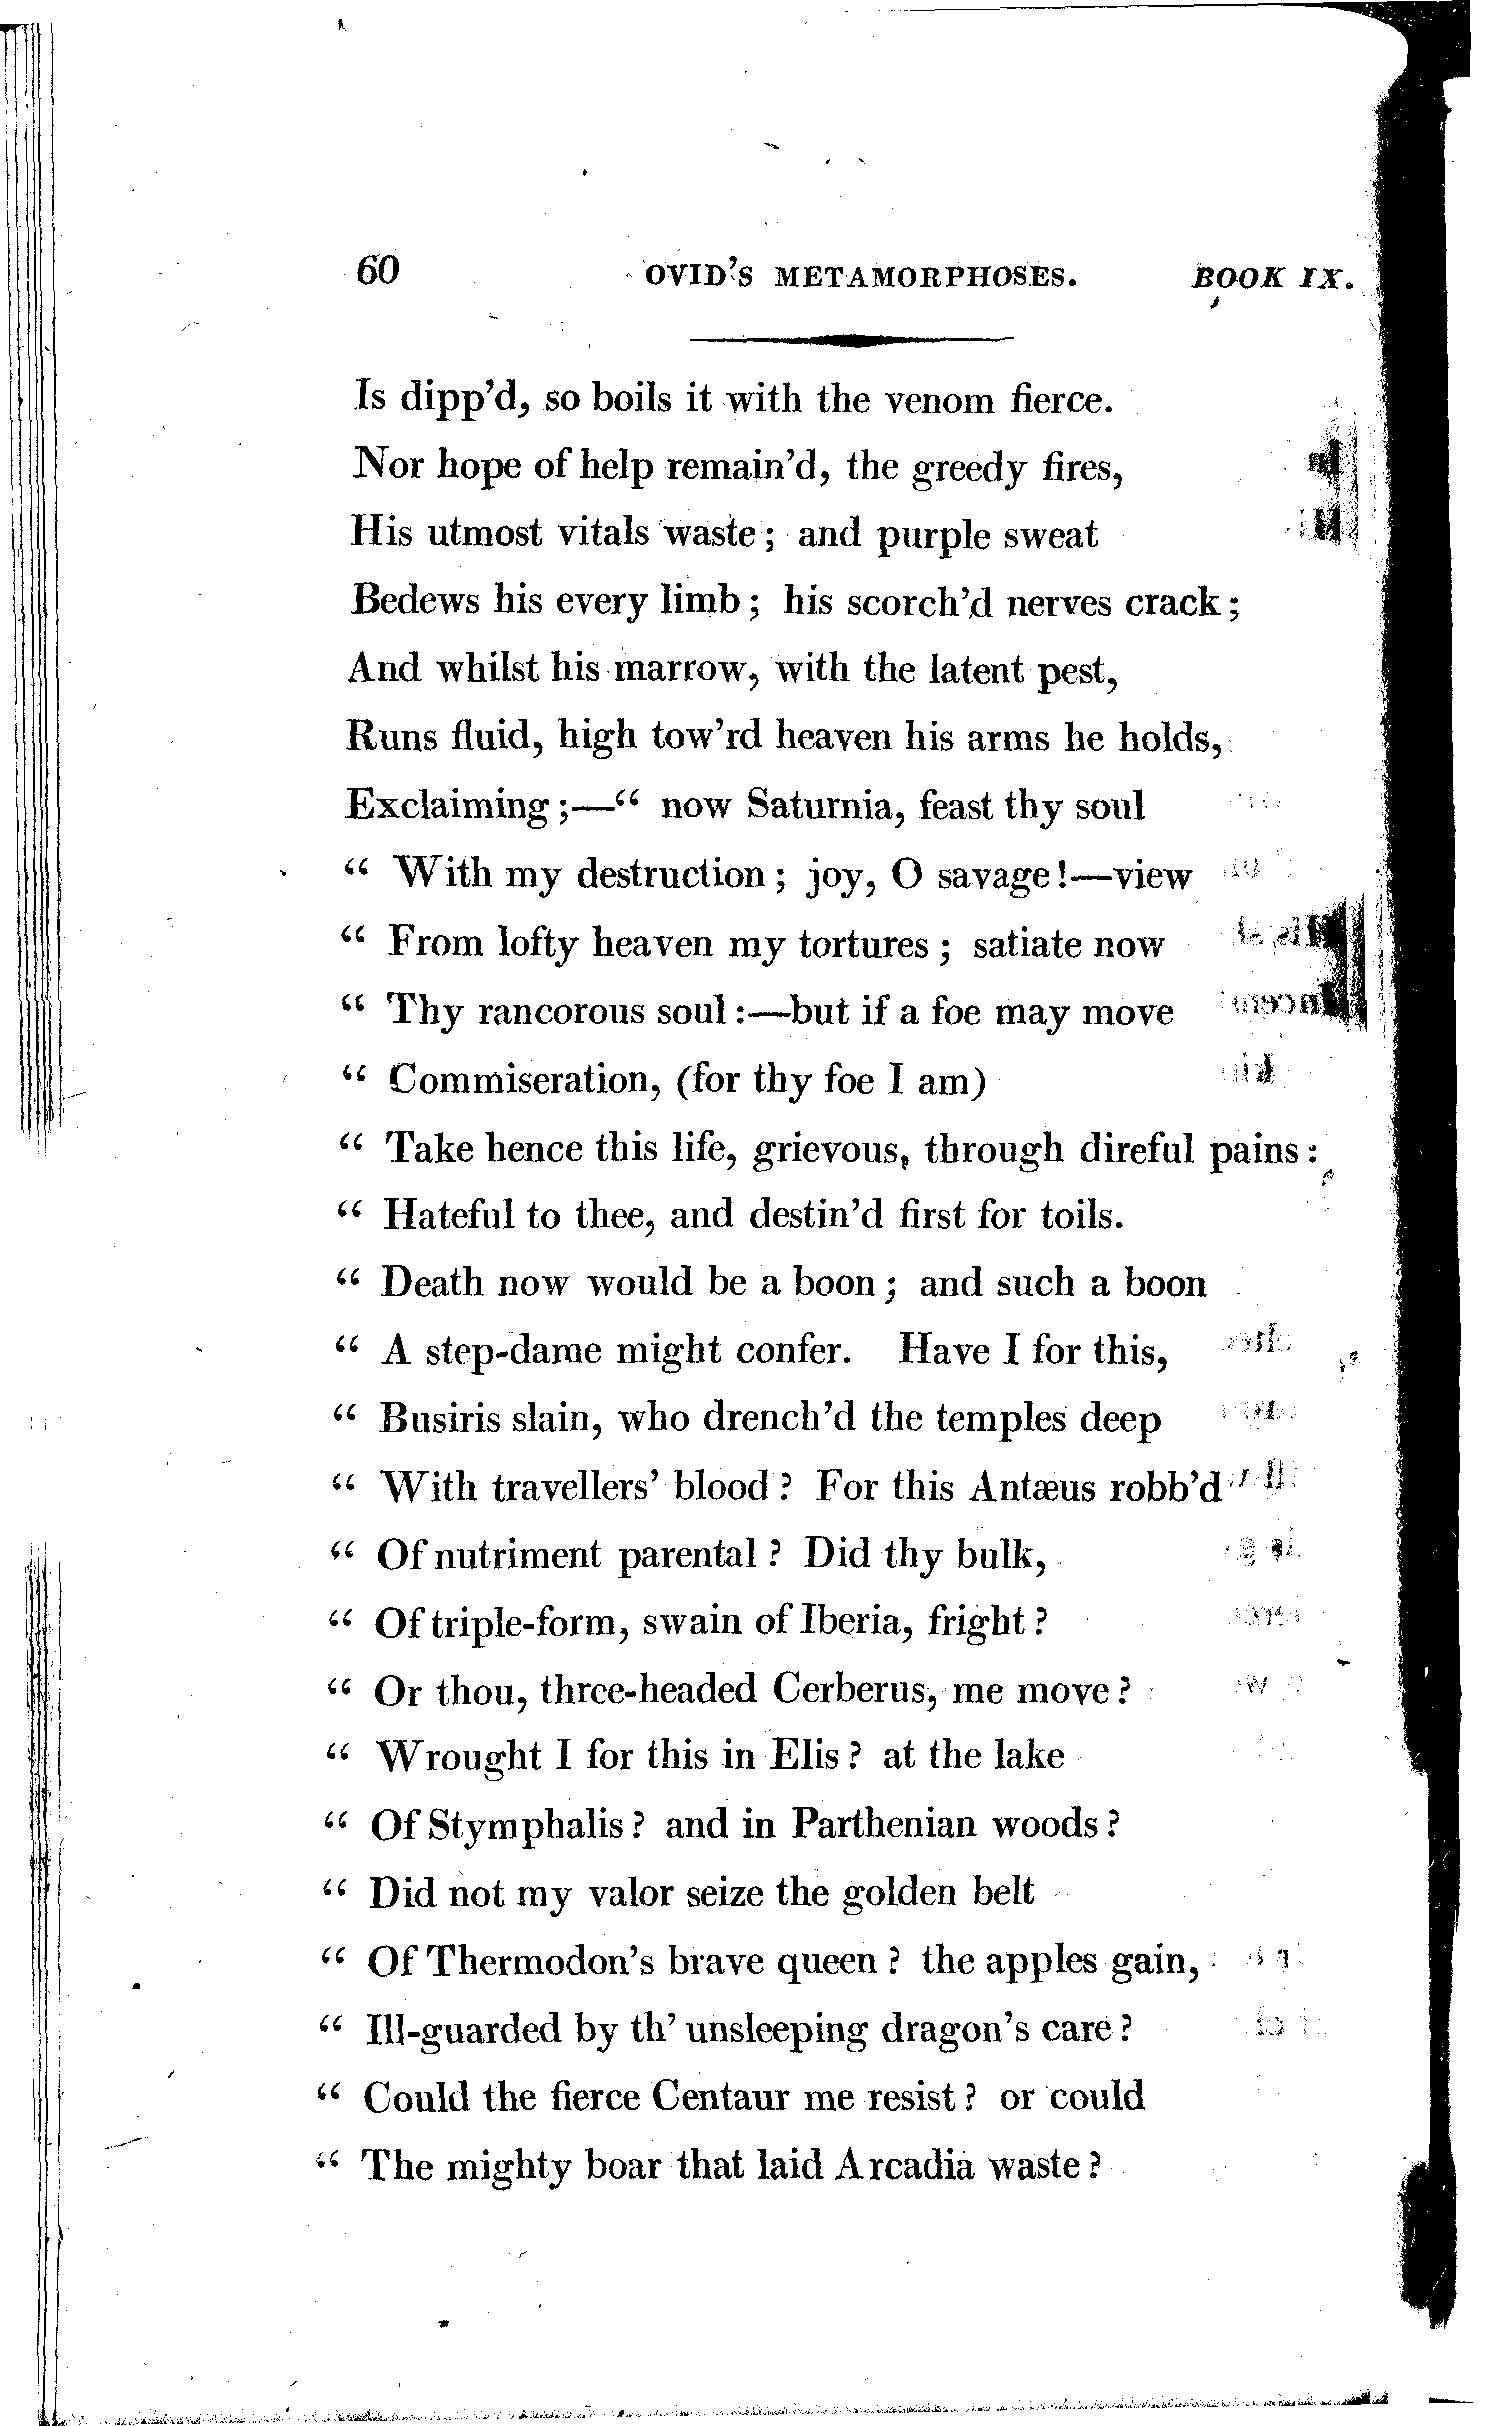 60 OVID'S METAMORPHOSES. BOOK IX.
Is dipp'd, so boils it with the venom fierce.
Nor hope of help remain'd, the greedy fires,
His utmost vitals waste; and purple sweat
Bedews his every limb; his scorch'd nerves crack;
And whilst his marrow, with the latent pest,
Runs fluid, high tow'rd heaven his arms he holds,
Exclaiming;—“ now Saturnia, feast thy soul
“ With my destruction; joy, O savage!—view
“ From lofty heaven my tortures; satiate now
“ Thy rancorous soul:—but if a foe may move
“ Commiseration, (for thy foe I am)
“ Take hence this life, grievous, through direful pains:
“ Hateful to thee, and destin'd first for toils.
“ Death now would be a boon; and such a boon
“ A step-dame might confer. Have I for this,
“ Busiris slain, who drench'd the temples deep
“ With travellers' blood? For this Antæus robb'd
“ Of nutriment parental? Did thy bulk,
“ Of triple-form, swain of Iberia, fright?
“ Or thou, three-headed Cerberus, me move?
“ Wrought I for this in Elis? at the lake
“ Of Stymphalis? and in Parthenian woods?
“ Did not my valor seize the golden belt
“ Of Thermodon's brave queen? the apples gain,
“ Ill-guarded by th' unsleeping dragon's care?
“ Could the fierce Centaur me resist? or could
“ The mighty boar that laid Arcadia waste?